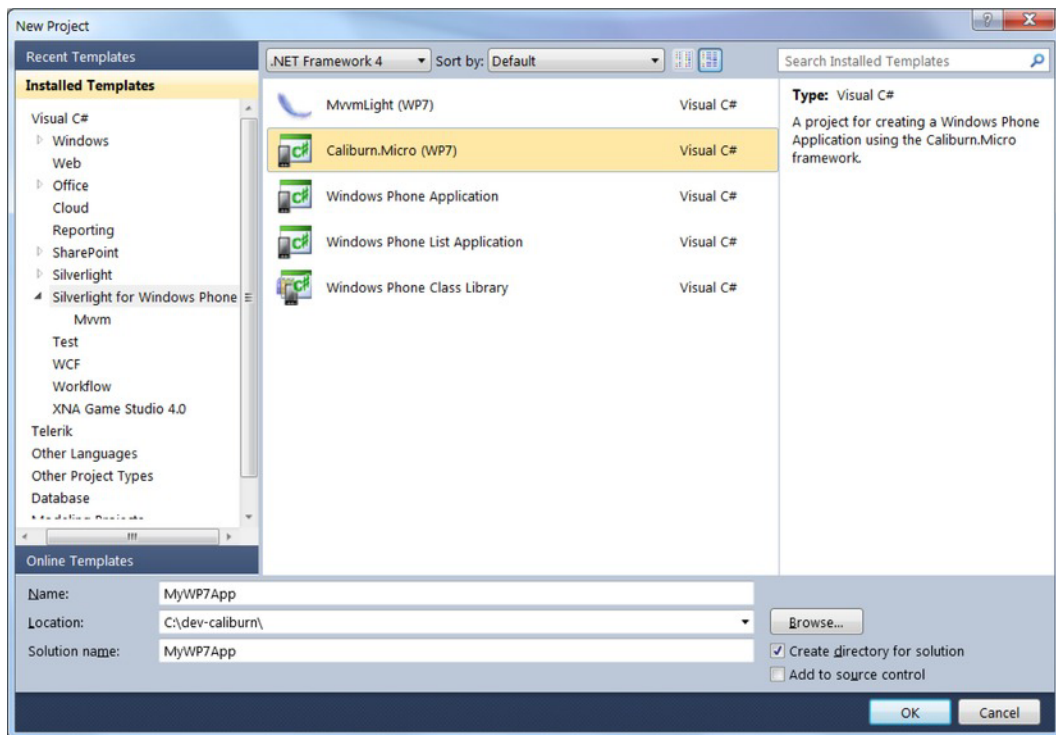 New Project
Recent Templates
Installed Templates
Visual C#
Windows
Web
Office
Cloud
Reporting
SharePoint
Silverlight
Silverlight for Windows Phone
Mvvm
Test
WCF
Workflow
XNA Game Studio 4.0
Telerik
Other Languages
Other Project Types
Database
Online Templates
.NET Framework 4 Sort by: Default
MvvmLight (WP7) Visual C#
Caliburn.Micro (WP7) Visual C#
Windows Phone Application Visual C#
Windows Phone List Application Visual C#
Windows Phone Class Library Visual C#
Search Installed Templates
Type: Visual C#
A project for creating a Windows Phone
Application using the Caliburn.Micro
framework.
Name: MyWP7App
Location: C:\dev-caliburn\
Browse...
Solution name: MyWP7App
Create directory for solution
Add to source control
OK Cancel